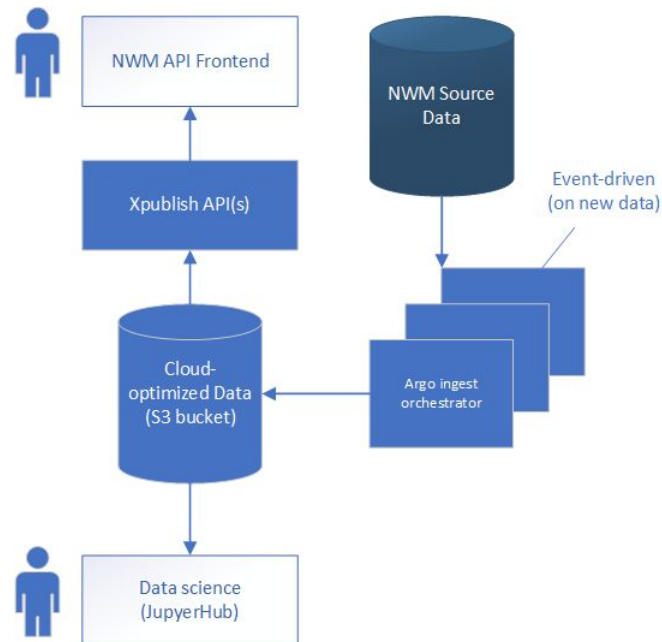 NWM API Frontend
NWM Source
Data
Xpublish API(s)
Event-driven
(on new data)
Cloud-
optimized Data
(S3 bucket)
Argo ingest
orchestrator
Data science
(JupyerHub)